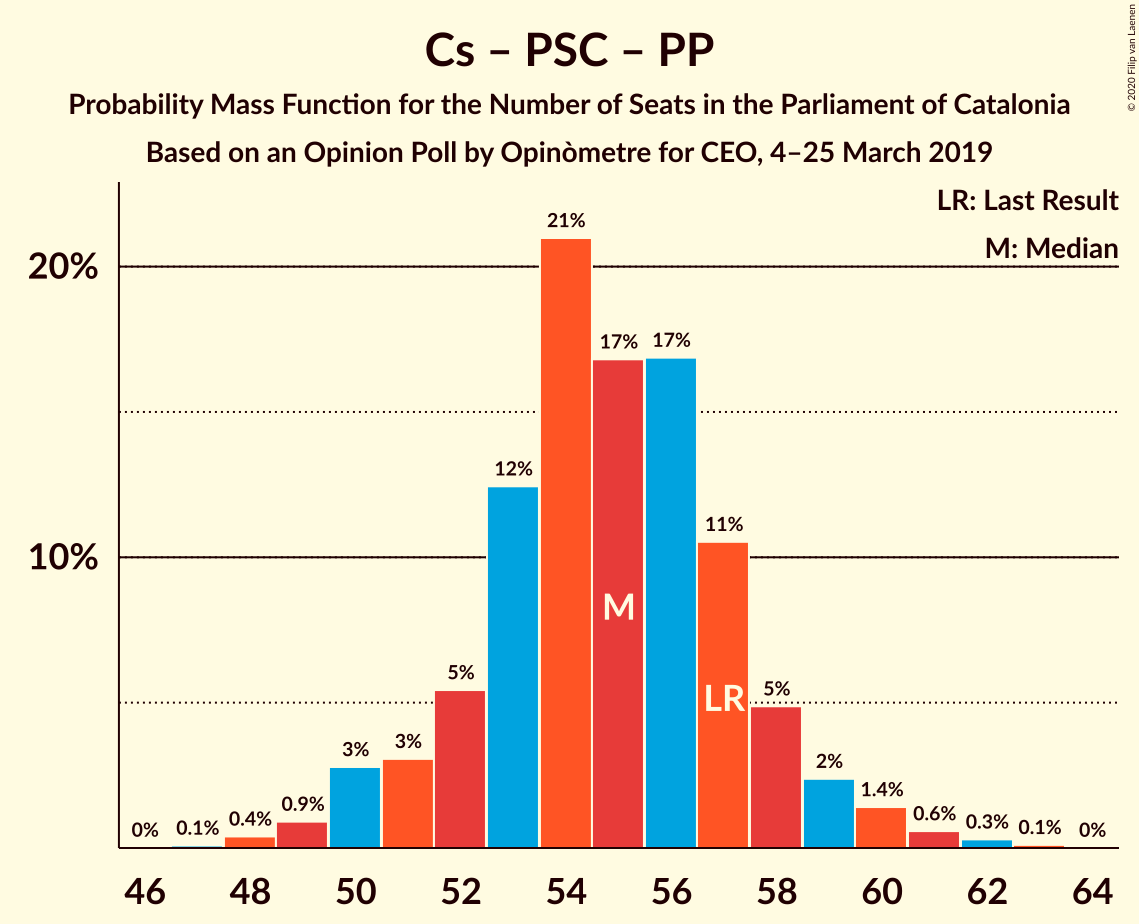 Cs – PSC – PP
Probability Mass Function for the Number of Seats in the Parliament of Catalonia
Based on an Opinion Poll by Opinòmetre for CEO, 4–25 March 2019
© 2020 Filip van Laenen
LR: Last Result
M: Median
20%
10%
0%
0.1%
0.4%
0.9%
3%
3%
5%
12%
21%
17%
17%
11%
5%
2%
1.4%
0.6%
0.3%
0.1%
0%
M
LR
46 48 50 52 54 56 58 60 62 64